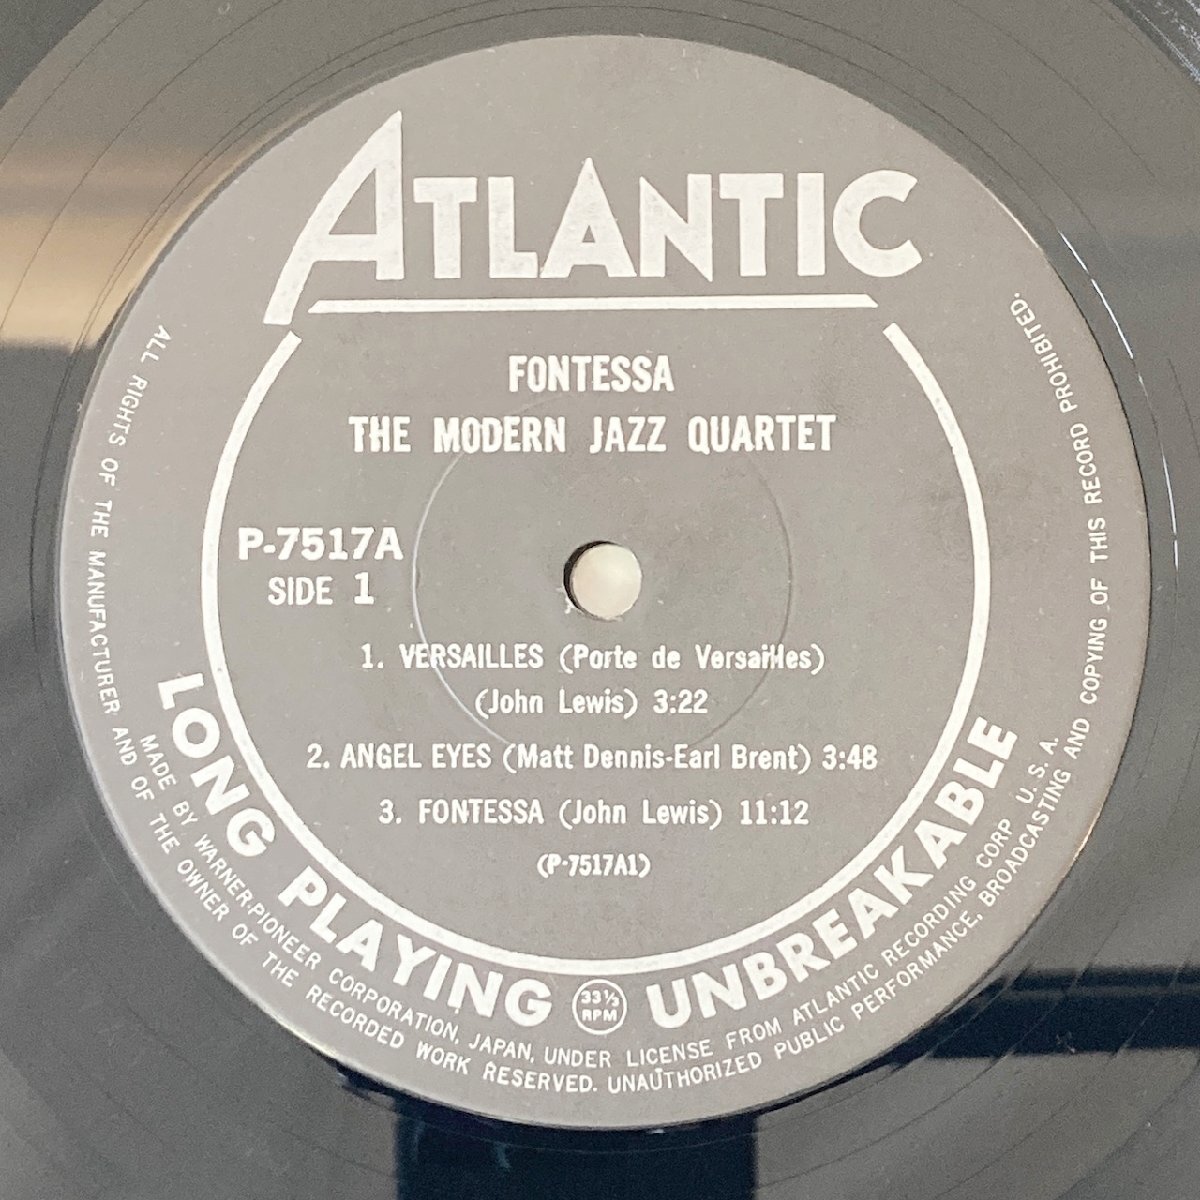 ATLANTIC
FONTESSA
THE MODERN JAZZ QUARTET
P-7517A
SIDE 1
1. VERSAILLES (Porte de Versailles)
(John Lewis) 3:22
2. ANGEL EYES (Matt Dennis-Earl Brent) 3:48
3. FONTESSA (John Lewis) 11:12
(P-7517A1)
LONG PLAYING 33⅓ RPM UNBREAKABLE
MADE BY WARNER-PIONEER CORPORATION, JAPAN, UNDER LICENSE FROM ATLANTIC RECORDING CORP U. S. A.
ALL RIGHTS OF THE MANUFACTURER AND OF THE OWNER OF THE RECORDED WORK RESERVED. UNAUTHORIZED PUBLIC PERFORMANCE, BROADCASTING AND COPYING OF THIS RECORD PROHIBITED.